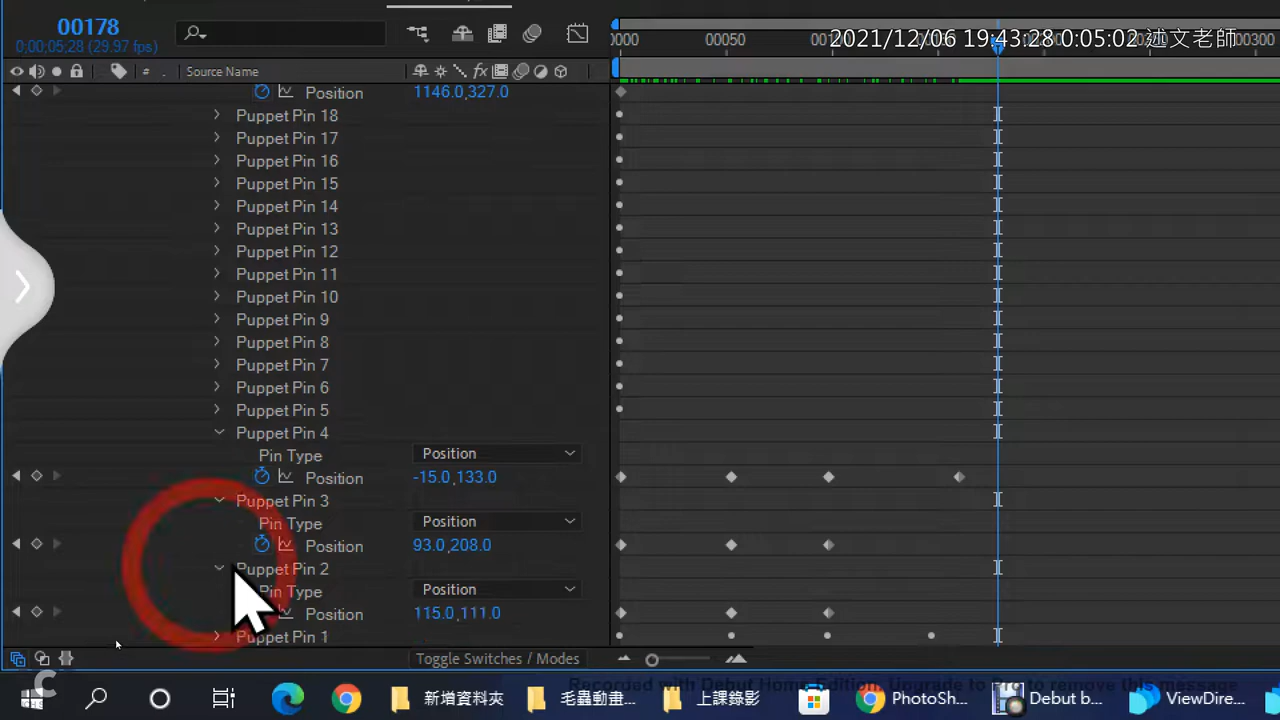 00178
0;00;05;28 (29.97 fps)
0000 00050 2021/12/06 19:43:28 0:05:02 述文老師 00300
# Source Name fx
Position 1146.0,327.0
Puppet Pin 18
Puppet Pin 17
Puppet Pin 16
Puppet Pin 15
Puppet Pin 14
Puppet Pin 13
Puppet Pin 12
Puppet Pin 11
Puppet Pin 10
Puppet Pin 9
Puppet Pin 8
Puppet Pin 7
Puppet Pin 6
Puppet Pin 5
Puppet Pin 4
Pin Type Position
Position -15.0,133.0
Puppet Pin 3
Pin Type Position
Position 93.0,208.0
Puppet Pin 2
Pin Type Position
Position 115.0,111.0
Puppet Pin 1
Toggle Switches / Modes
Recorded with Debut Home Edition. Upgrade to Pro to remove this message
新增資料夾 毛蟲動畫... 上課錄影 PhotoSh... Debut b... ViewDire...